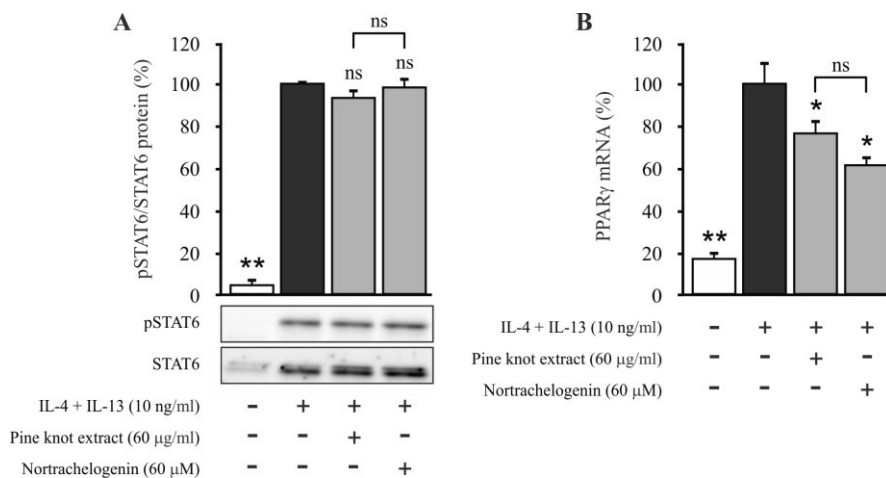 A
pSTAT6/STAT6 protein (%)
120
100
80
60
40
20
0
**
ns
ns
ns
pSTAT6
STAT6
IL-4 + IL-13 (10 ng/ml) - + + +
Pine knot extract (60 µg/ml) - - + -
Nortrachelogenin (60 µM) - - - +
B
PPARγ mRNA (%)
120
100
80
60
40
20
0
**
*
ns
*
IL-4 + IL-13 (10 ng/ml) - + + +
Pine knot extract (60 µg/ml) - - + -
Nortrachelogenin (60 µM) - - - +